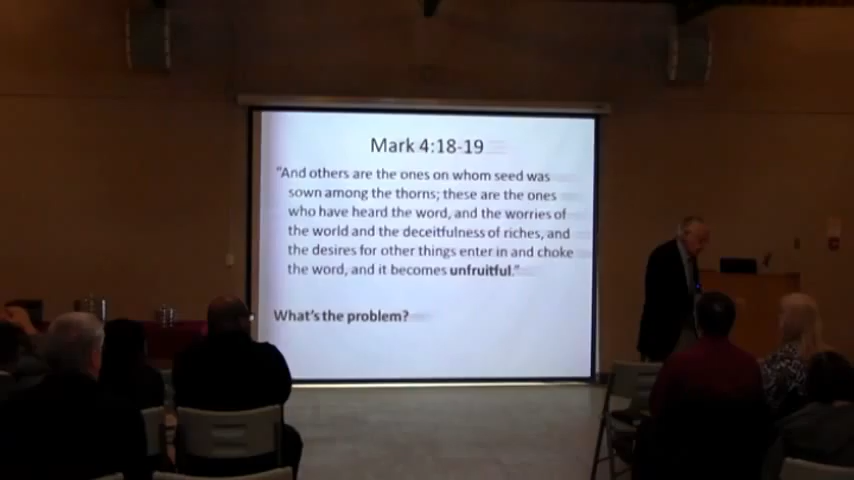 Mark 4:18-19
"And others are the ones on whom seed was
sown among the thorns; these are the ones
who have heard the word, and the worries of
the world and the deceitfulness of riches, and
the desires for other things enter in and choke
the word, and it becomes unfruitful."
What's the problem?